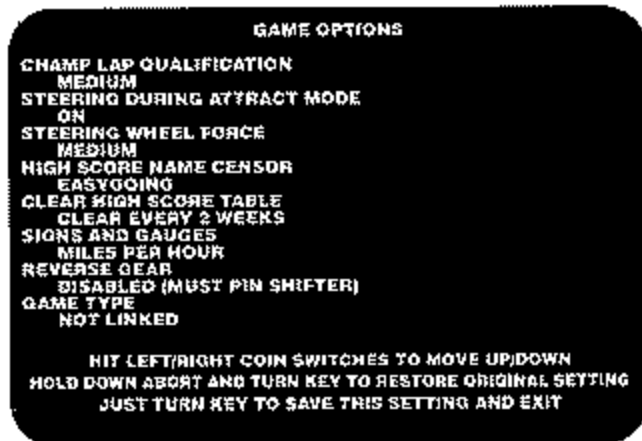 GAME OPTIONS
CHAMP LAP QUALIFICATION
MEDIUM
STEERING DURING ATTRACT MODE
ON
STEERING WHEEL FORCE
MEDIUM
HIGH SCORE NAME CENSOR
EASYGOING
CLEAR HIGH SCORE TABLE
CLEAR EVERY 2 WEEKS
SIGNS AND GAUGES
MILES PER HOUR
REVERSE GEAR
DISABLED (MUST PIN SHIFTER)
GAME TYPE
NOT LINKED
HIT LEFT/RIGHT COIN SWITCHES TO MOVE UP/DOWN
HOLD DOWN ABORT AND TURN KEY TO RESTORE ORIGINAL SETTING
JUST TURN KEY TO SAVE THIS SETTING AND EXIT